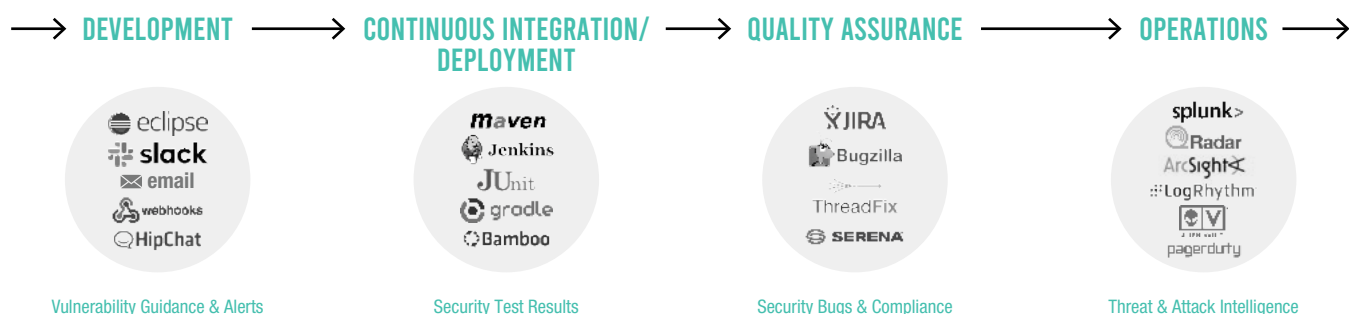 DEVELOPMENT
CONTINUOUS INTEGRATION/
DEPLOYMENT
QUALITY ASSURANCE
OPERATIONS
eclipse
slack
email
webhooks
HipChat
Maven
Jenkins
JUnit
gradle
Bamboo
JIRA
Bugzilla
ThreadFix
SERENA
splunk>
QRadar
ArcSight
LogRhythm
pagerduty
Vulnerability Guidance & Alerts
Security Test Results
Security Bugs & Compliance
Threat & Attack Intelligence